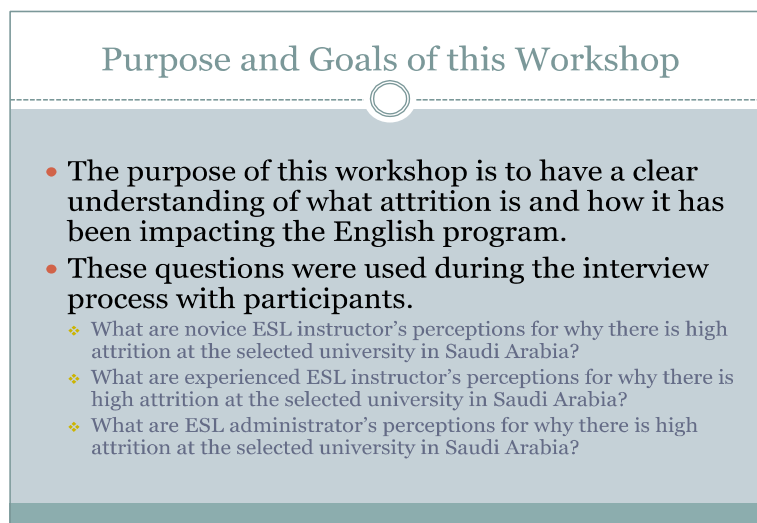 Purpose and Goals of this Workshop
• The purpose of this workshop is to have a clear
understanding of what attrition is and how it has
been impacting the English program.
• These questions were used during the interview
process with participants.
❖ What are novice ESL instructor’s perceptions for why there is high
attrition at the selected university in Saudi Arabia?
❖ What are experienced ESL instructor’s perceptions for why there is
high attrition at the selected university in Saudi Arabia?
❖ What are ESL administrator’s perceptions for why there is high
attrition at the selected university in Saudi Arabia?